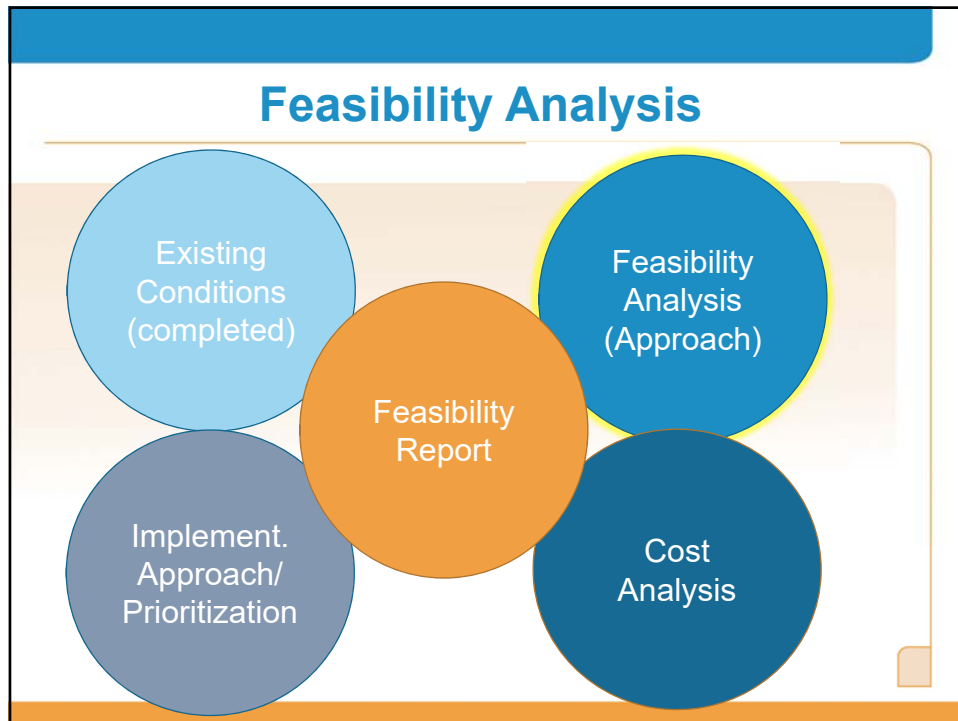 Feasibility Analysis
Existing
Conditions
(completed)
Feasibility
Analysis
(Approach)
Feasibility
Report
Implement.
Approach/
Prioritization
Cost
Analysis